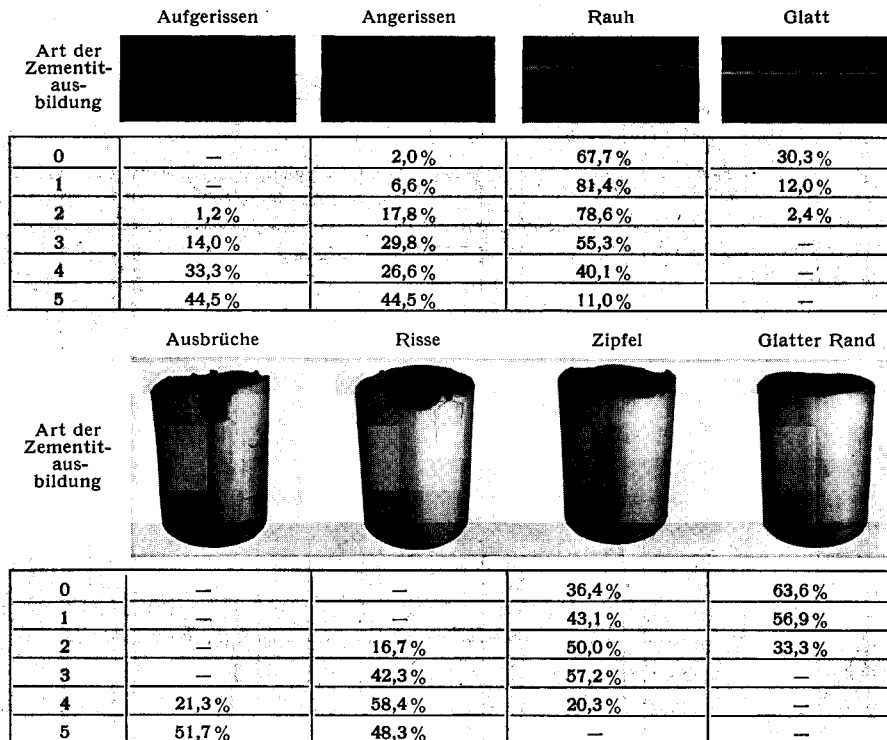 Aufgerissen Angerissen Rauh Glatt
Art der
Zementit-
aus-
bildung
0 — 2,0% 67,7% 30,3%
1 — 6,6% 81,4% 12,0%
2 1,2% 17,8% 78,6% 2,4%
3 14,0% 29,8% 55,3% —
4 33,3% 26,6% 40,1% —
5 44,5% 44,5% 11,0% —
Ausbrüche Risse Zipfel Glatter Rand
Art der
Zementit-
aus-
bildung
0 — — 36,4% 63,6%
1 — — 43,1% 56,9%
2 — 16,7% 50,0% 33,3%
3 — 42,3% 57,2% —
4 21,3% 58,4% 20,3% —
5 51,7% 48,3% — —